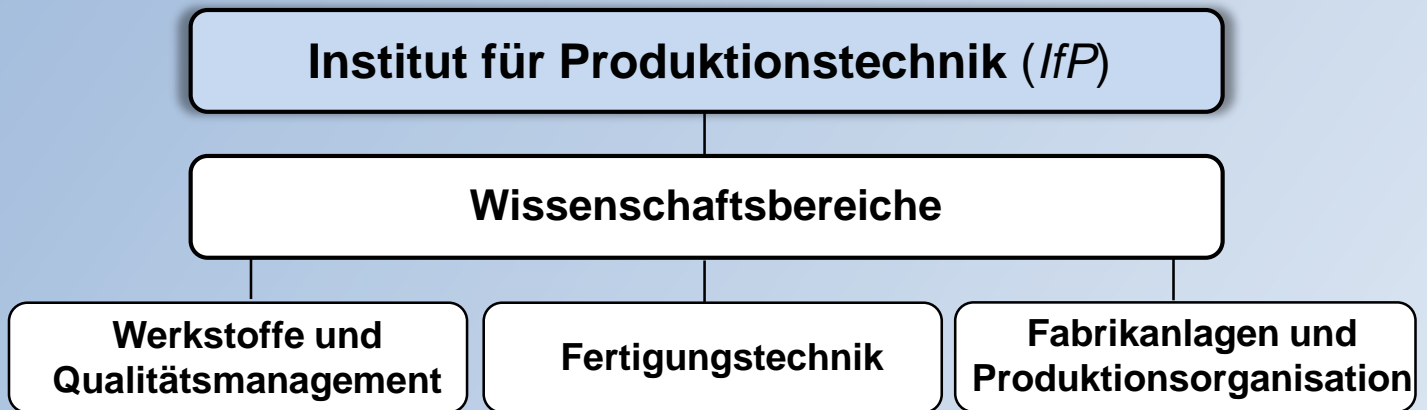 Institut für Produktionstechnik (IfP)
Wissenschaftsbereiche
Werkstoffe und
Qualitätsmanagement
Fertigungstechnik
Fabrikanlagen und
Produktionsorganisation